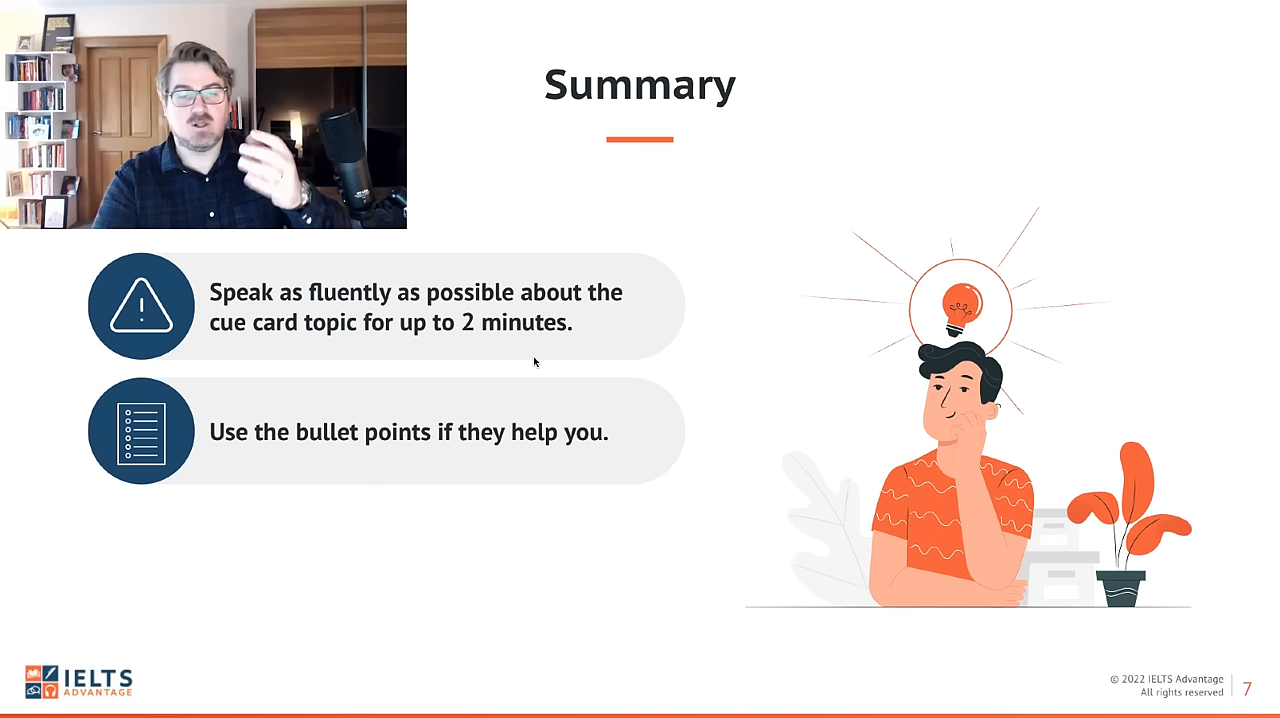 Summary
Speak as fluently as possible about the
cue card topic for up to 2 minutes.
Use the bullet points if they help you.
IELTS
ADVANTAGE
© 2022 IELTS Advantage
All rights reserved
7